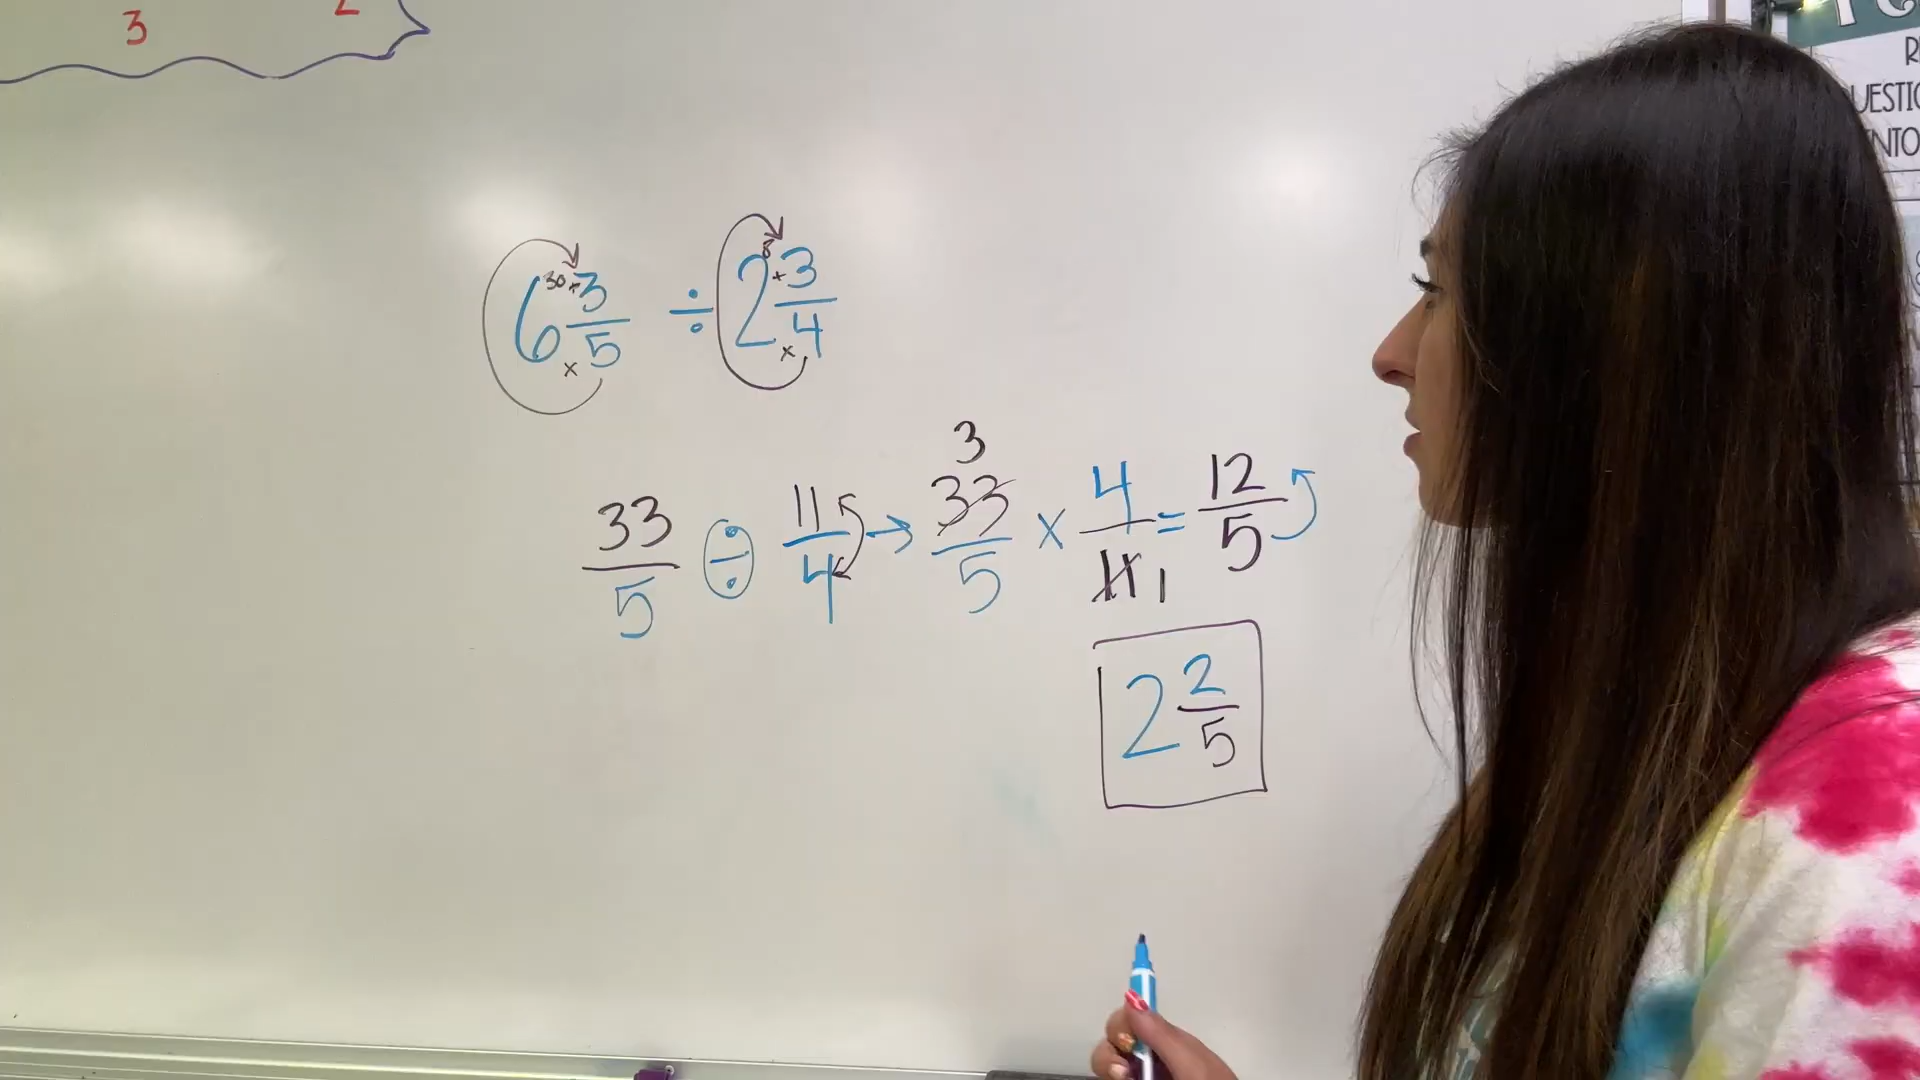 3 2
6 30+3/5 ÷ 2 8+3/4
x x
33/5 ÷ 11/4 → 3 33/5 x 4/11 1 = 12/5
2 2/5